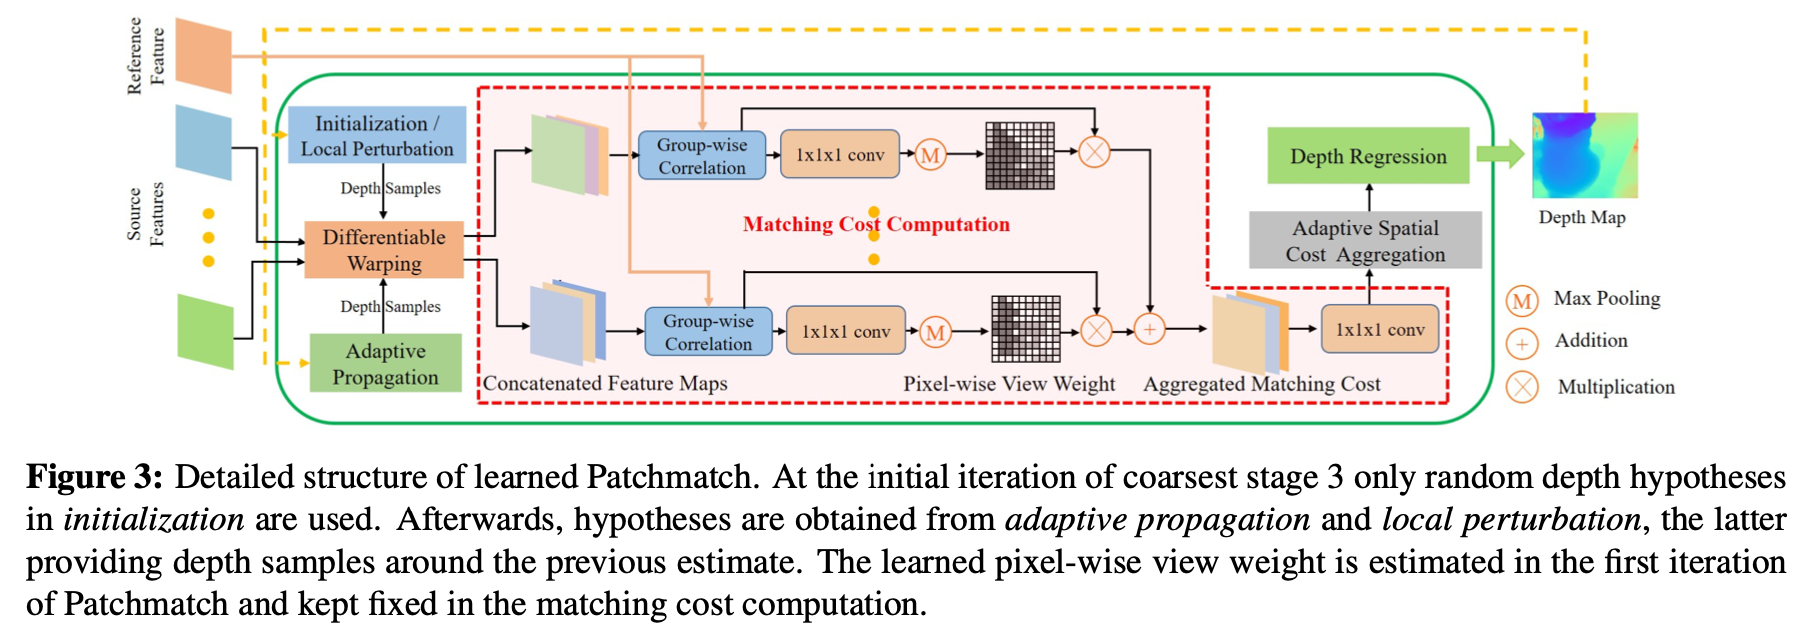 Reference
Feature
Source
Features
Initialization /
Local Perturbation
Depth Samples
Differentiable
Warping
Depth Samples
Adaptive
Propagation
Group-wise
Correlation
1x1x1 conv
M
Matching Cost Computation
Group-wise
Correlation
1x1x1 conv
M
+
1x1x1 conv
Concatenated Feature Maps
Pixel-wise View Weight
Aggregated Matching Cost
Depth Regression
Adaptive Spatial
Cost Aggregation
Depth Map
M Max Pooling
+ Addition
× Multiplication
Figure 3: Detailed structure of learned Patchmatch. At the initial iteration of coarsest stage 3 only random depth hypotheses
in initialization are used. Afterwards, hypotheses are obtained from adaptive propagation and local perturbation, the latter
providing depth samples around the previous estimate. The learned pixel-wise view weight is estimated in the first iteration
of Patchmatch and kept fixed in the matching cost computation.